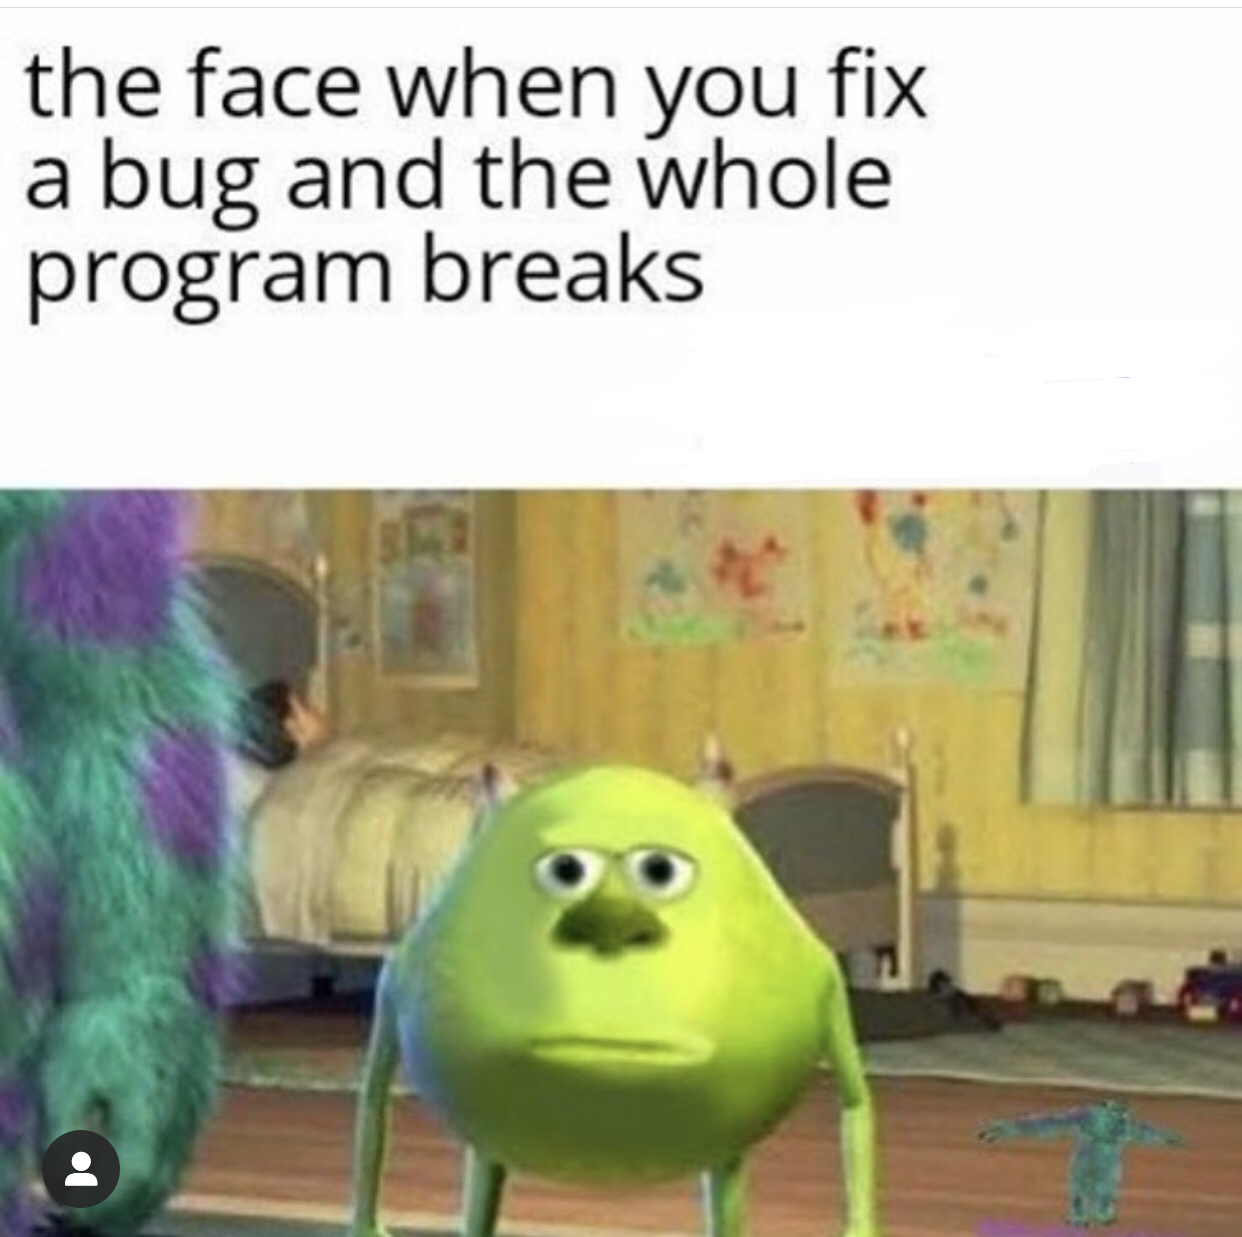 the face when you fix
a bug and the whole
program breaks